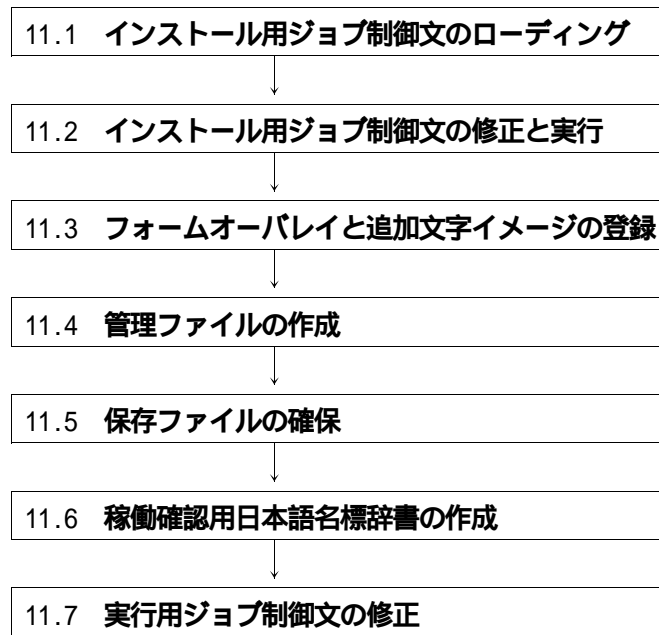 11.1 インストール用ジョブ制御文のローディング
11.2 インストール用ジョブ制御文の修正と実行
11.3 フォームオーバレイと追加文字イメージの登録
11.4 管理ファイルの作成
11.5 保存ファイルの確保
11.6 稼働確認用日本語名標辞書の作成
11.7 実行用ジョブ制御文の修正